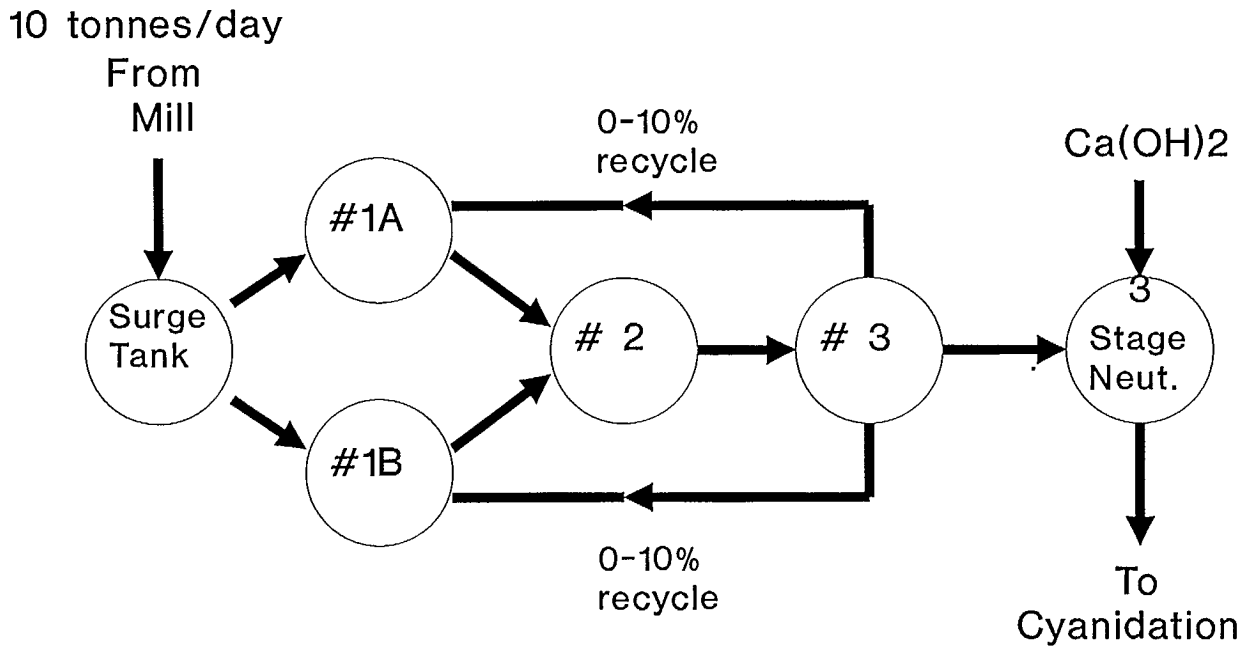 10 tonnes/day
From
Mill
0-10%
recycle
Ca(OH)2
#1A
Surge
Tank
# 2
# 3
3
Stage
Neut.
#1B
0-10%
recycle
To
Cyanidation